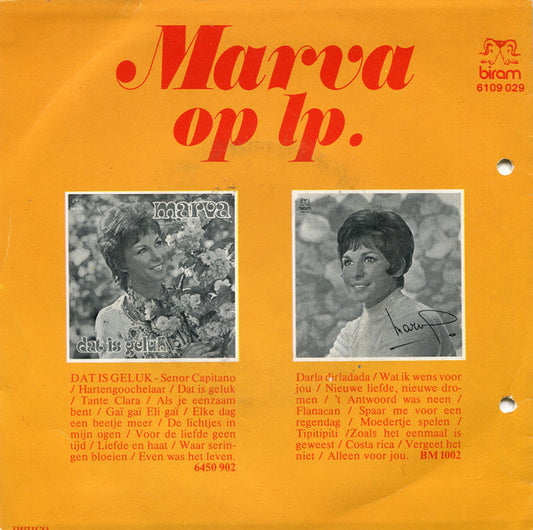 Marva
op lp.
biram
6109 029
marva
dat is geluk
Marva
DAT IS GELUK - Senor Capitano
/ Hartengoochelaar / Dat is geluk
/ Tante Clara / Als je eenzaam
bent / Gaï gaï Eli gaï / Elke dag
een beetje meer / De lichtjes in
mijn ogen / Voor de liefde geen
tijd / Liefde en haat / Waar serin-
gen bloeien / Even was het leven.
6450 902
Darla dirladada / Wat ik wens voor
jou / Nieuwe liefde, nieuwe dro-
men / 't Antwoord was neen /
Flanacan / Spaar me voor een
regendag / Moedertje spelen /
Tipitipiti /Zoals het eenmaal is
geweest / Costa rica / Vergeet het
niet / Alleen voor jou. BM 1002